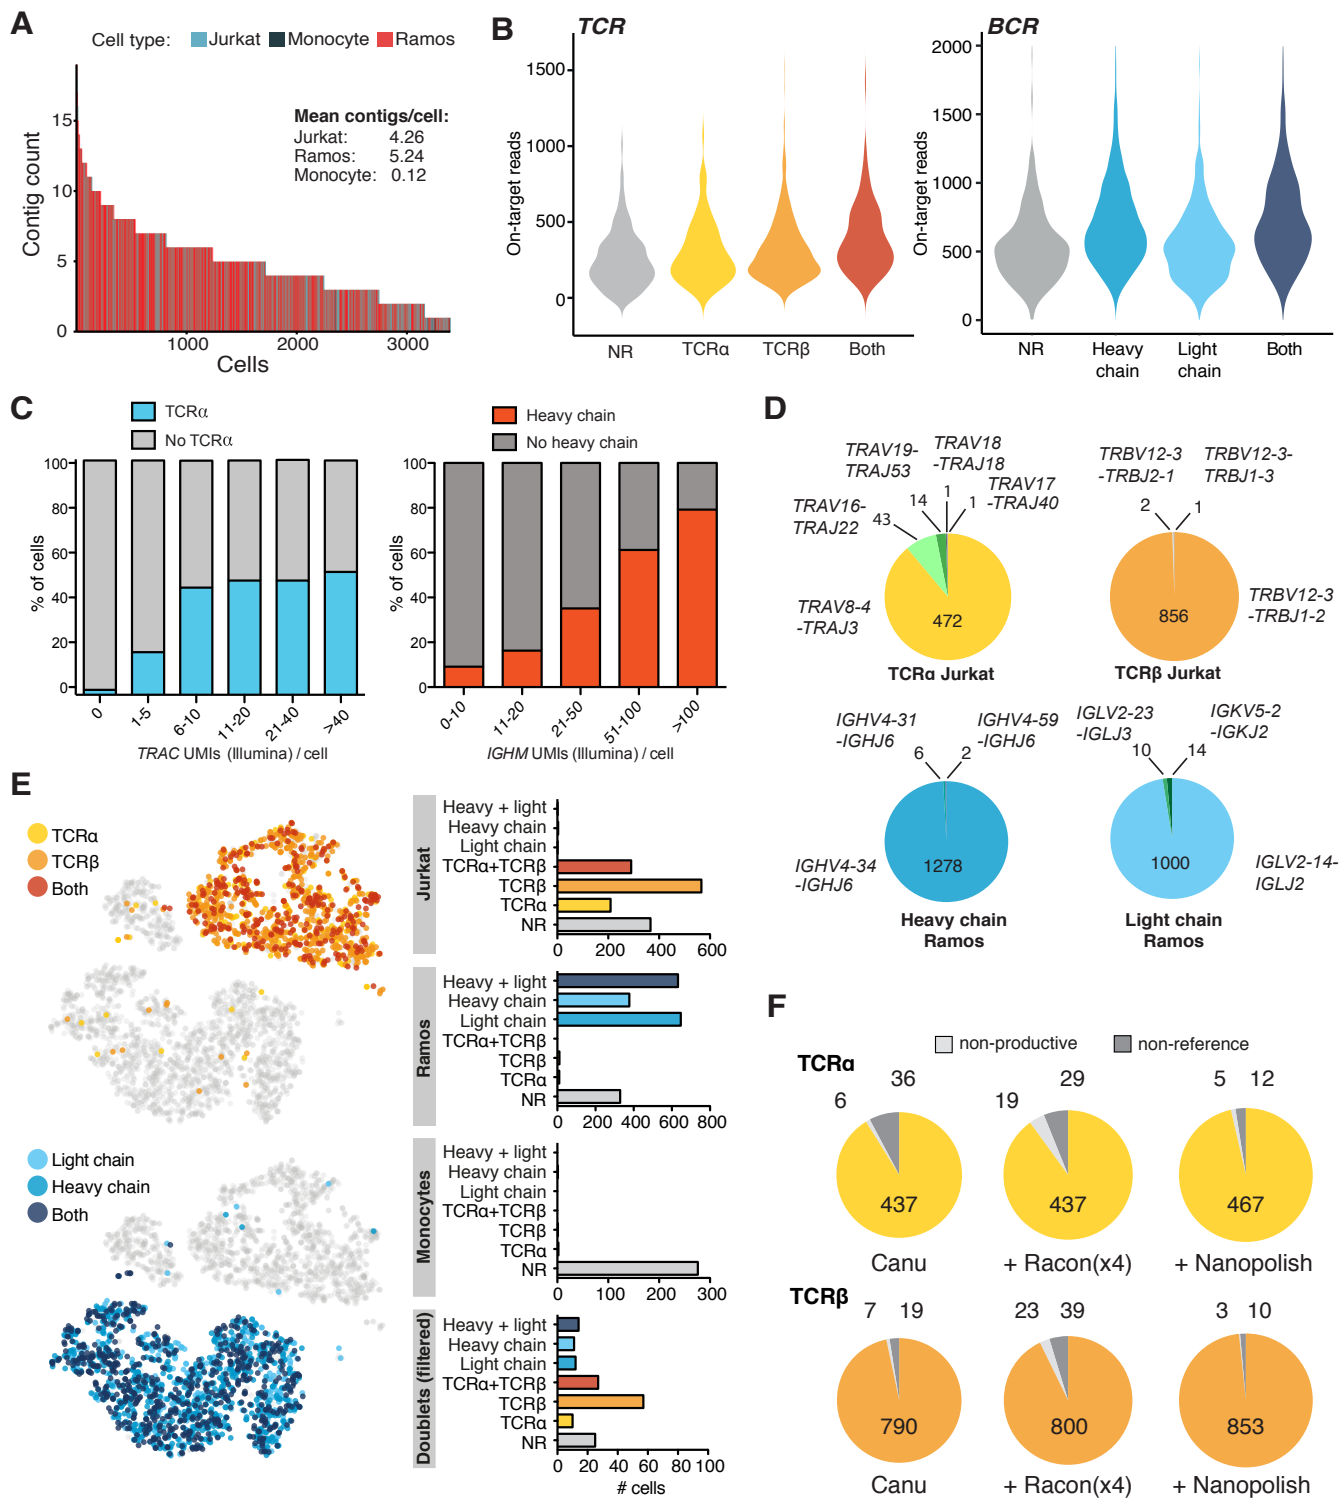 A
Cell type: Jurkat Monocyte Ramos
Contig count
15
10
5
0
Mean contigs/cell:
Jurkat: 4.26
Ramos: 5.24
Monocyte: 0.12
1000 2000 3000
Cells
B
TCR
On-target reads
1500
1000
500
0
NR TCRα TCRβ Both
BCR
On-target reads
2000
1500
1000
500
0
NR Heavy chain Light chain Both
C
TCRα
No TCRα
% of cells
100
80
60
40
20
0
0 1-5 6-10 11-20 21-40 >40
TRAC UMIs (Illumina) / cell
Heavy chain
No heavy chain
% of cells
100
80
60
40
20
0
0-10 11-20 21-50 51-100 >100
IGHM UMIs (Illumina) / cell
D
TRAV19-
TRAJ53
TRAV18
-TRAJ18
TRAV17
-TRAJ40
TRAV16-
TRAJ22
43 14 1 1
TRAV8-4
-TRAJ3
472
TCRα Jurkat
TRBV12-3
-TRBJ2-1
TRBV12-3-
TRBJ1-3
2 1
856
TRBV12-3
-TRBJ1-2
TCRβ Jurkat
IGHV4-31
-IGHJ6
IGHV4-59
-IGHJ6
6 2
1278
IGHV4-34
-IGHJ6
Heavy chain
Ramos
IGLV2-23
-IGLJ3
IGKV5-2
-IGKJ2
10 14
1000
IGLV2-14-
IGLJ2
Light chain
Ramos
E
TCRα
TCRβ
Both
Light chain
Heavy chain
Both
Jurkat
Heavy + light
Heavy chain
Light chain
TCRα+TCRβ
TCRβ
TCRα
NR
0 200 400 600
Ramos
Heavy + light
Heavy chain
Light chain
TCRα+TCRβ
TCRβ
TCRα
NR
0 200 400 600 800
Monocytes
Heavy + light
Heavy chain
Light chain
TCRα+TCRβ
TCRβ
TCRα
NR
0 100 200 300
Doublets (filtered)
Heavy + light
Heavy chain
Light chain
TCRα+TCRβ
TCRβ
TCRα
NR
0 20 40 60 80 100
# cells
F
non-productive non-reference
TCRα
6 36
437
Canu
19 29
437
+ Racon(x4)
5 12
467
+ Nanopolish
TCRβ
7 19
790
Canu
23 39
800
+ Racon(x4)
3 10
853
+ Nanopolish